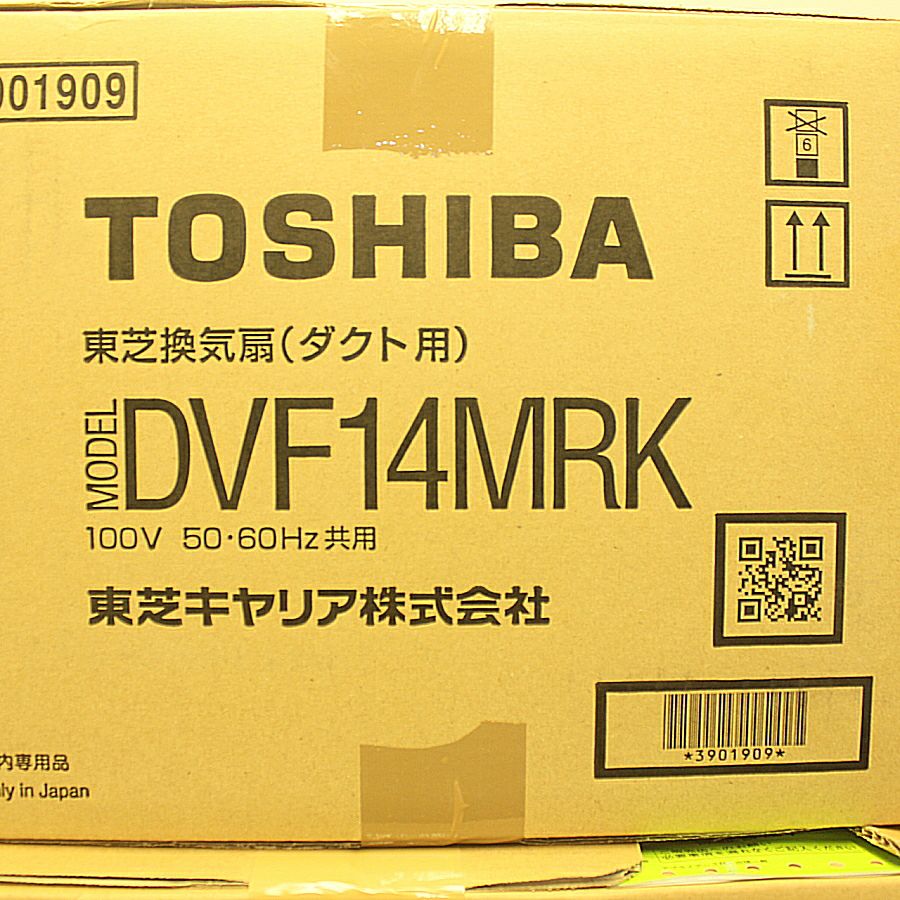 001909
6
TOSHIBA
東芝換気扇(ダクト用)
MODEL DVF14MRK
100V 50・60Hz共用
東芝キヤリア株式会社
*3901909*
内専用品
ly in Japan